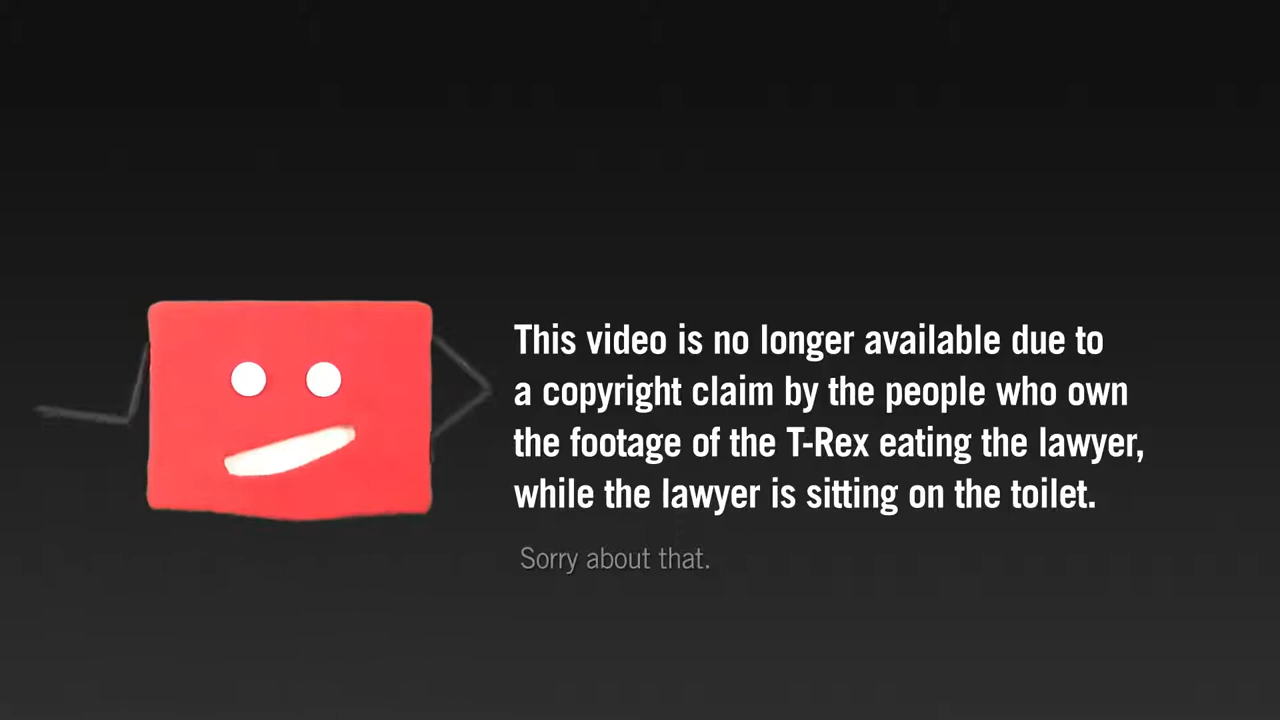 This video is no longer available due to
a copyright claim by the people who own
the footage of the T-Rex eating the lawyer,
while the lawyer is sitting on the toilet.
Sorry about that.